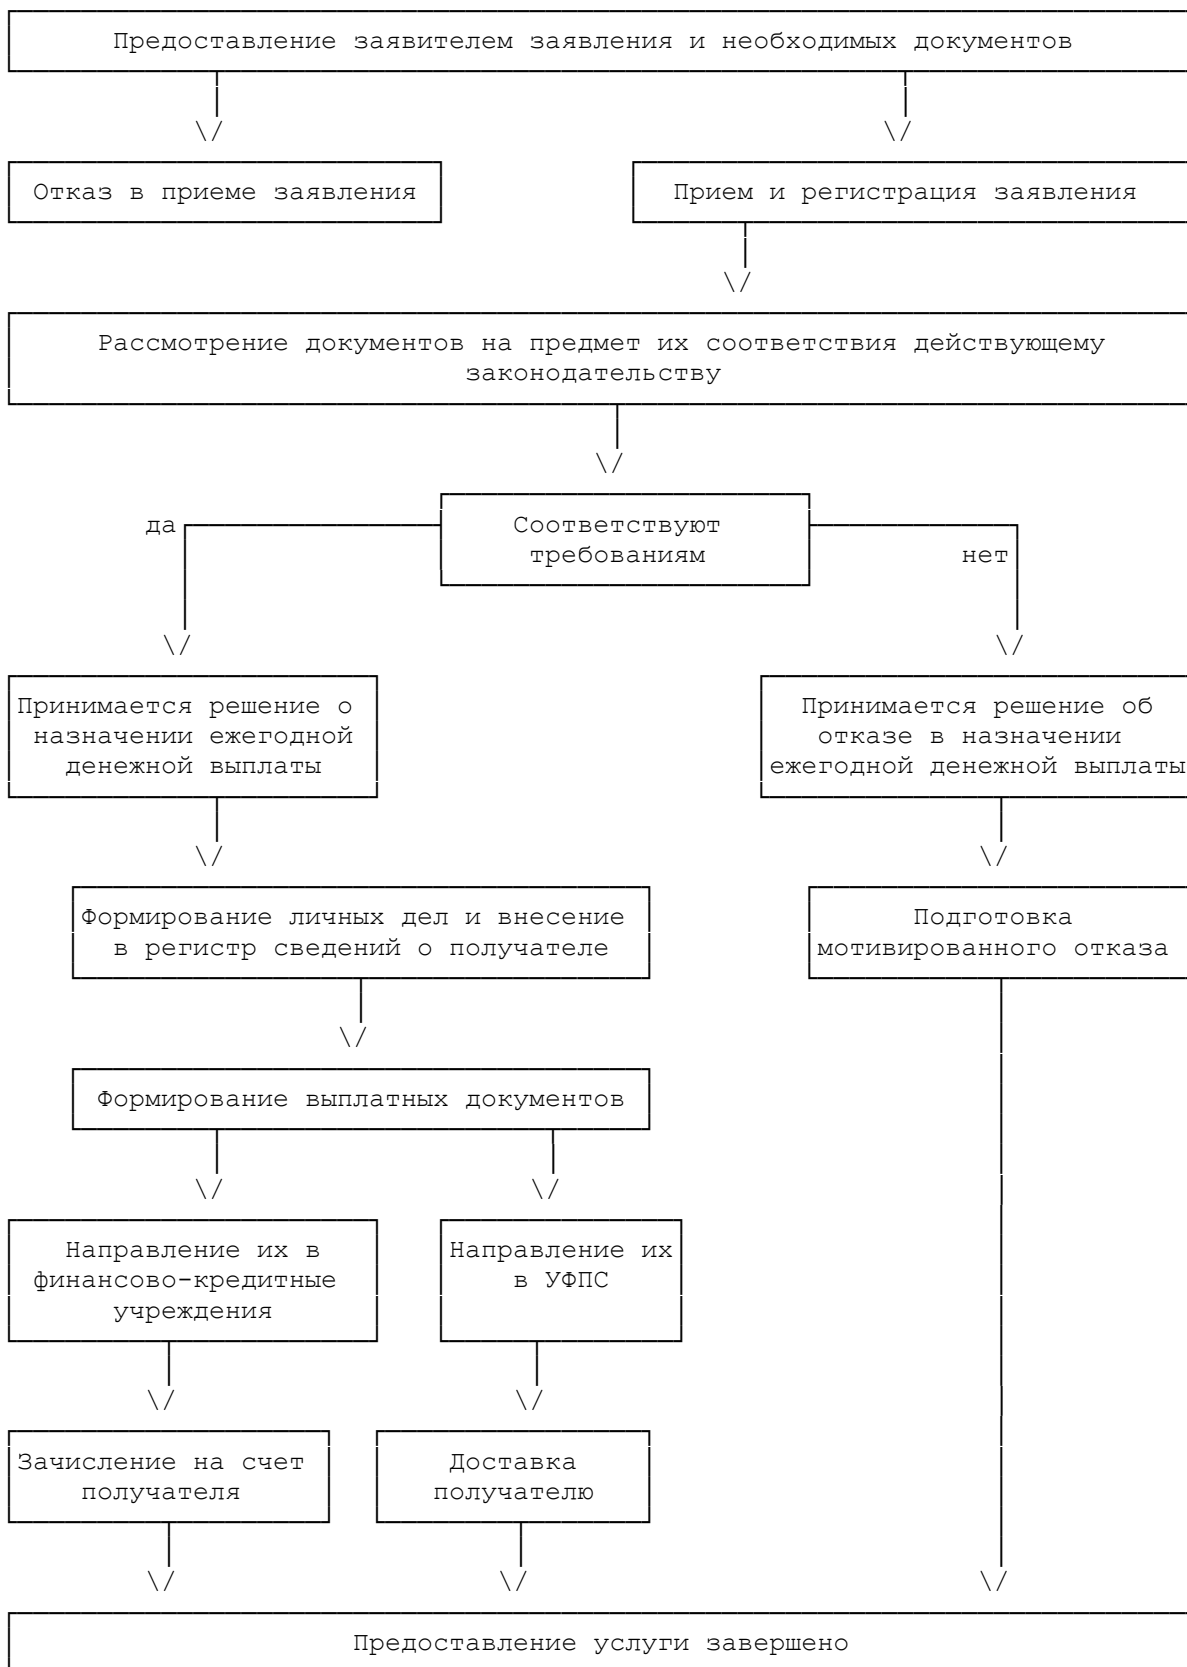 Предоставление заявителем заявления и необходимых документов
Отказ в приеме заявления
Прием и регистрация заявления
Рассмотрение документов на предмет их соответствия действующему
законодательству
Соответствуют
требованиям
да
нет
Принимается решение о
назначении ежегодной
денежной выплаты
Принимается решение об
отказе в назначении
ежегодной денежной выплаты
Формирование личных дел и внесение
в регистр сведений о получателе
Подготовка
мотивированного отказа
Формирование выплатных документов
Направление их в
финансово-кредитные
учреждения
Направление их
в УФПС
Зачисление на счет
получателя
Доставка
получателю
Предоставление услуги завершено